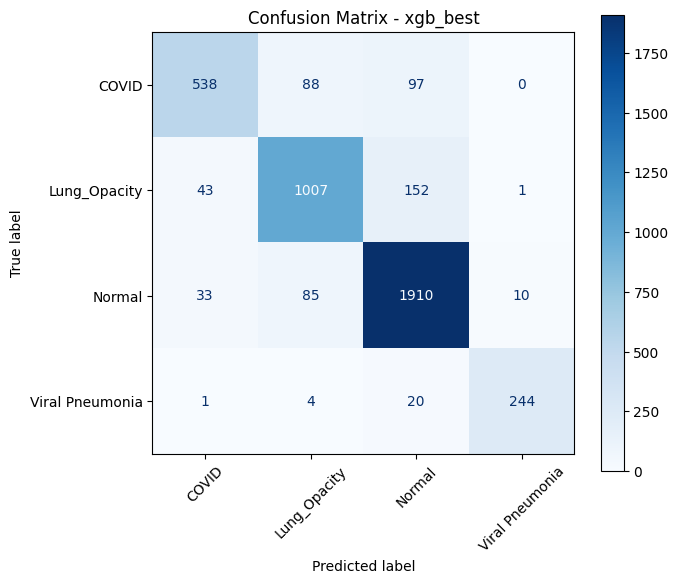 Confusion Matrix - xgb_best
True label
COVID
538 88 97 0
Lung_Opacity
43 1007 152 1
Normal
33 85 1910 10
Viral Pneumonia
1 4 20 244
COVID
Lung_Opacity
Normal
Viral Pneumonia
Predicted label
1750
1500
1250
1000
750
500
250
0